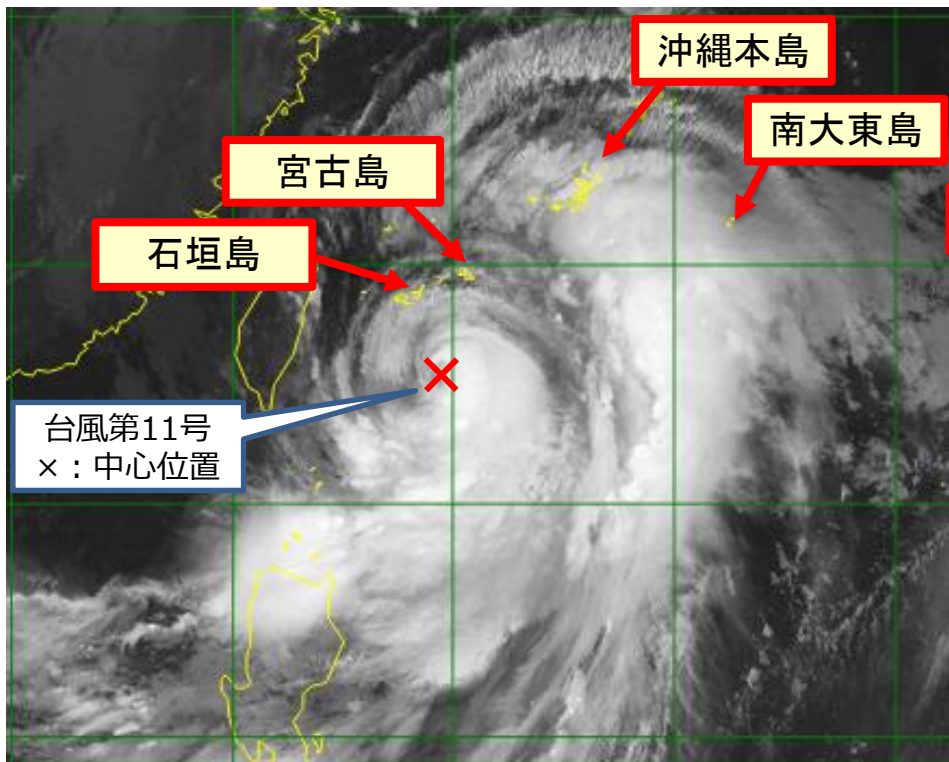 沖縄本島
南大東島
宮古島
石垣島
台風第11号
×：中心位置